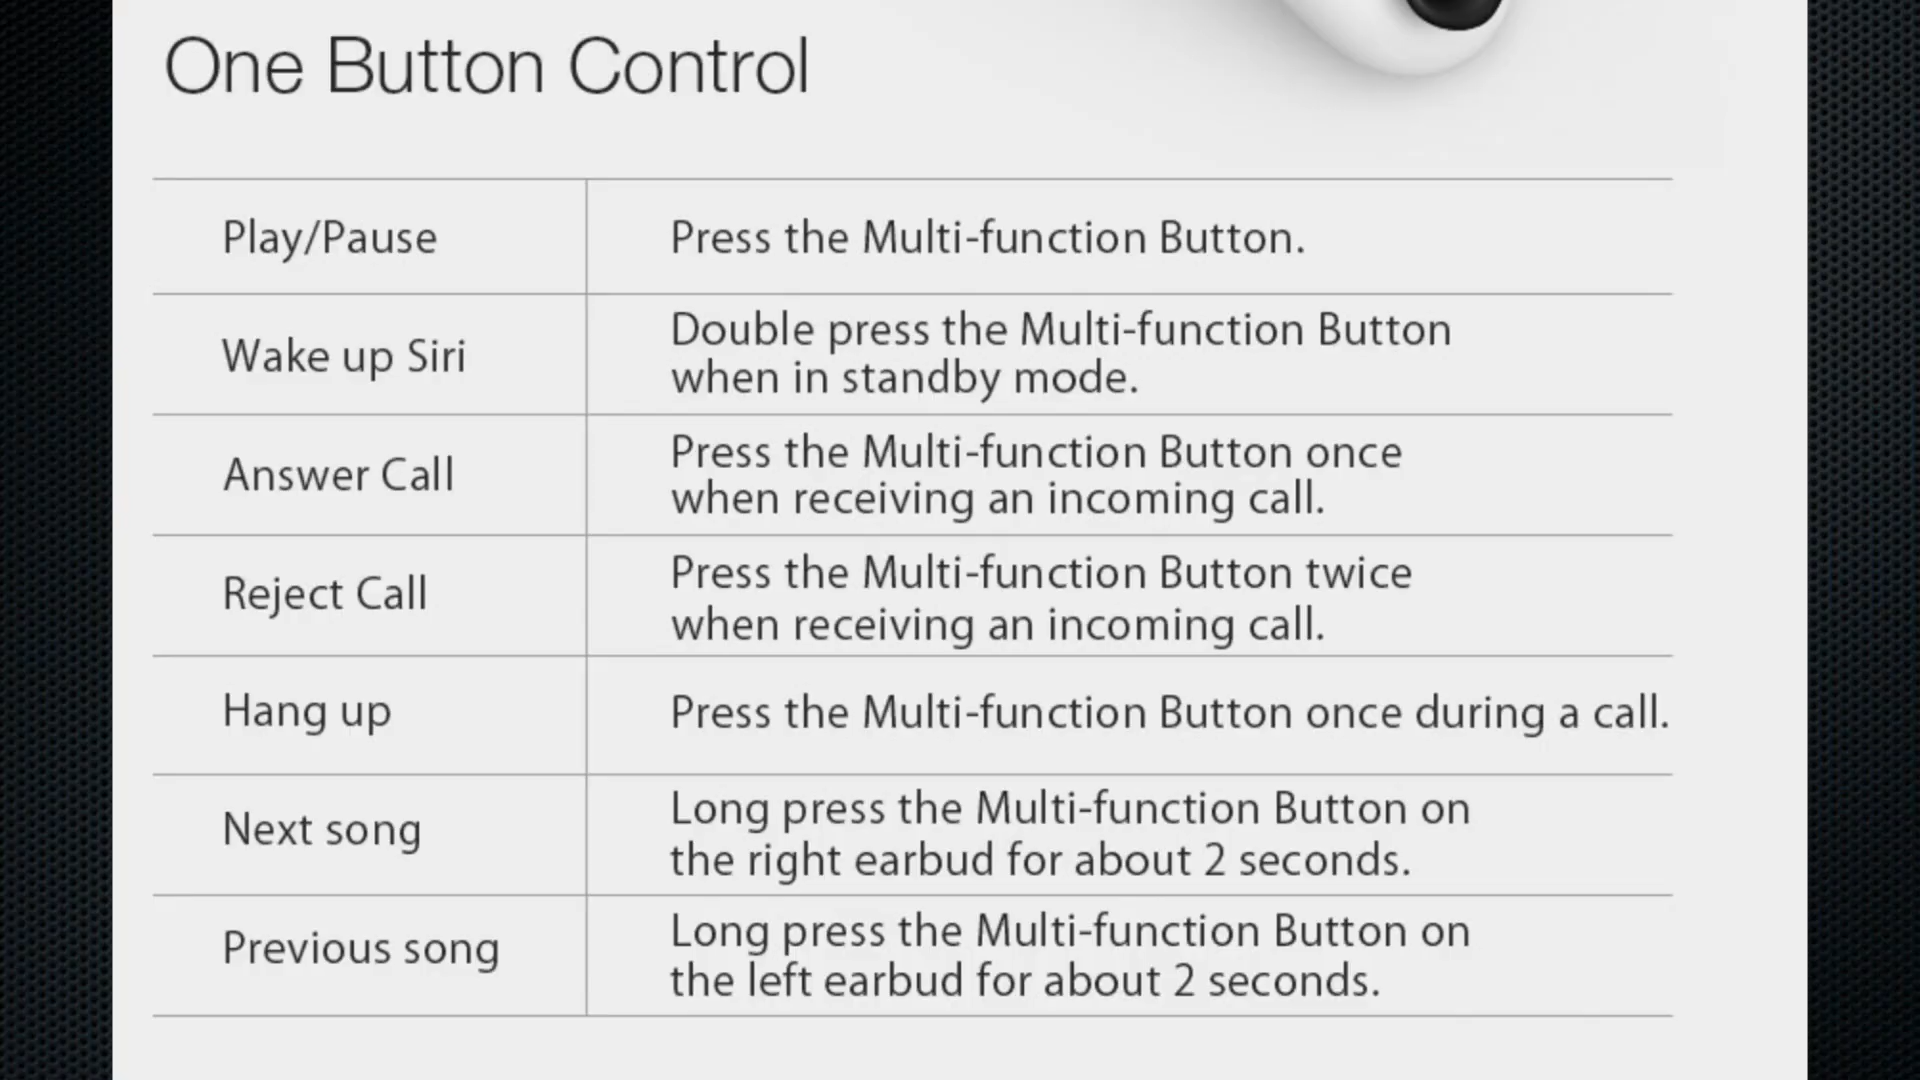 One Button Control
Play/Pause
Press the Multi-function Button.
Wake up Siri
Double press the Multi-function Button
when in standby mode.
Answer Call
Press the Multi-function Button once
when receiving an incoming call.
Reject Call
Press the Multi-function Button twice
when receiving an incoming call.
Hang up
Press the Multi-function Button once during a call.
Next song
Long press the Multi-function Button on
the right earbud for about 2 seconds.
Previous song
Long press the Multi-function Button on
the left earbud for about 2 seconds.